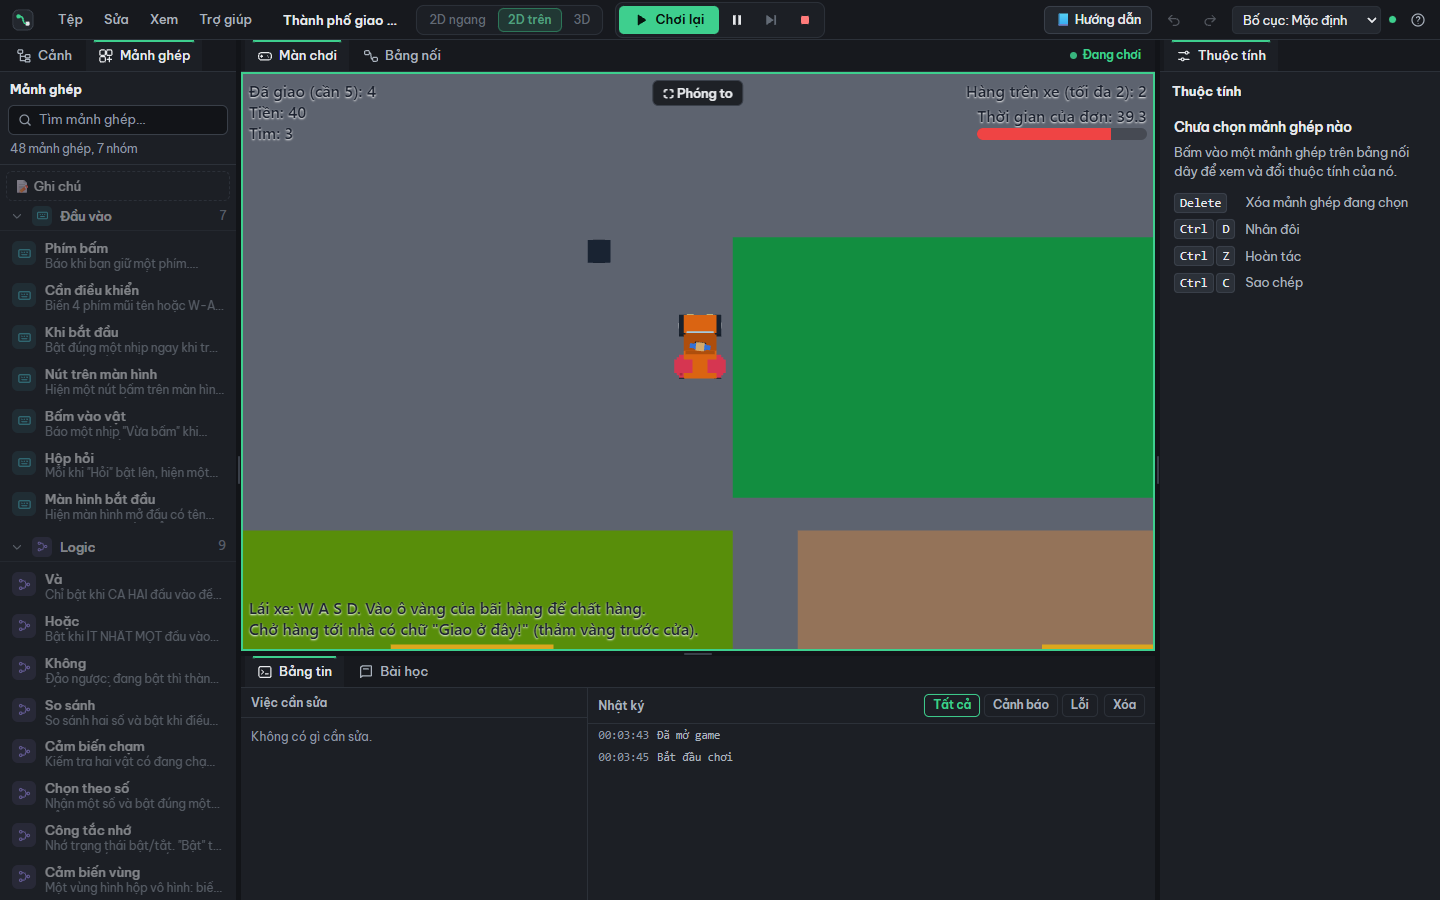 Tệp Sửa Xem Trợ giúp Thành phố giao ... 2D ngang 2D trên 3D Chơi lại Hướng dẫn Bố cục: Mặc định
Cảnh Mảnh ghép
Mảnh ghép
Tìm mảnh ghép...
48 mảnh ghép, 7 nhóm
Ghi chú
Đầu vào 7
Phím bấm
Báo khi bạn giữ một phím....
Cần điều khiển
Biến 4 phím mũi tên hoặc W-A...
Khi bắt đầu
Bật đúng một nhịp ngay khi tr...
Nút trên màn hình
Hiện một nút bấm trên màn hìn...
Bấm vào vật
Báo một nhịp "Vừa bấm" khi...
Hộp hỏi
Mỗi khi "Hỏi" bật lên, hiện một...
Màn hình bắt đầu
Hiện màn hình mở đầu có tên...
Logic 9
Và
Chỉ bật khi CẢ HAI đầu vào đề...
Hoặc
Bật khi ÍT NHẤT MỘT đầu vào...
Không
Đảo ngược: đang bật thì thàn...
So sánh
So sánh hai số và bật khi điều...
Cảm biến chạm
Kiểm tra hai vật có đang chạ...
Chọn theo số
Nhận một số và bật đúng một...
Công tắc nhớ
Nhớ trạng thái bật/tắt. "Bật" t...
Cảm biến vùng
Một vùng hình hộp vô hình: biế...
Màn chơi Bảng nối Đang chơi
Đã giao (cần 5): 4
Tiền: 40
Tim: 3
Phóng to
Hàng trên xe (tối đa 2): 2
Thời gian của đơn: 39.3
Lái xe: W A S D. Vào ô vàng của bãi hàng để chất hàng.
Chở hàng tới nhà có chữ "Giao ở đây!" (thảm vàng trước cửa).
Bảng tin Bài học
Việc cần sửa
Không có gì cần sửa.
Nhật ký Tất cả Cảnh báo Lỗi Xóa
00:03:43 Đã mở game
00:03:45 Bắt đầu chơi
Thuộc tính
Thuộc tính
Chưa chọn mảnh ghép nào
Bấm vào một mảnh ghép trên bảng nối
dây để xem và đổi thuộc tính của nó.
Delete Xóa mảnh ghép đang chọn
Ctrl D Nhân đôi
Ctrl Z Hoàn tác
Ctrl C Sao chép